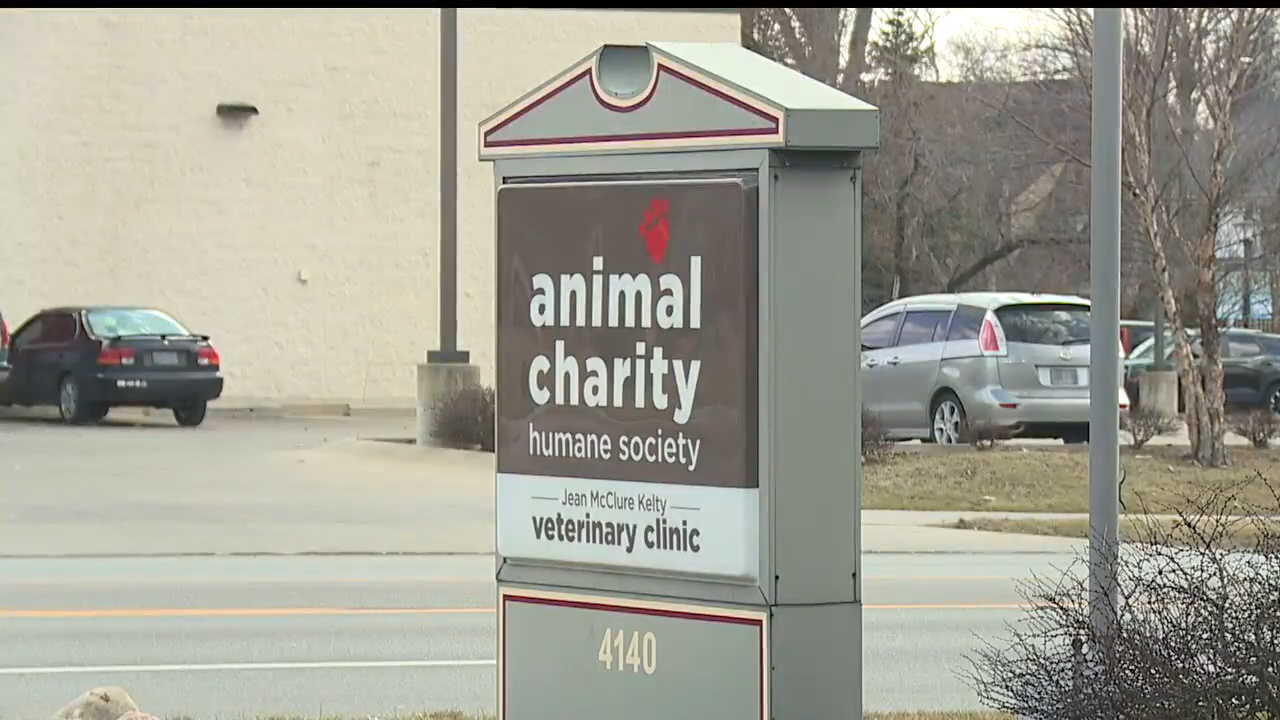 animal
charity
humane society
Jean McClure Kelty
veterinary clinic
4140